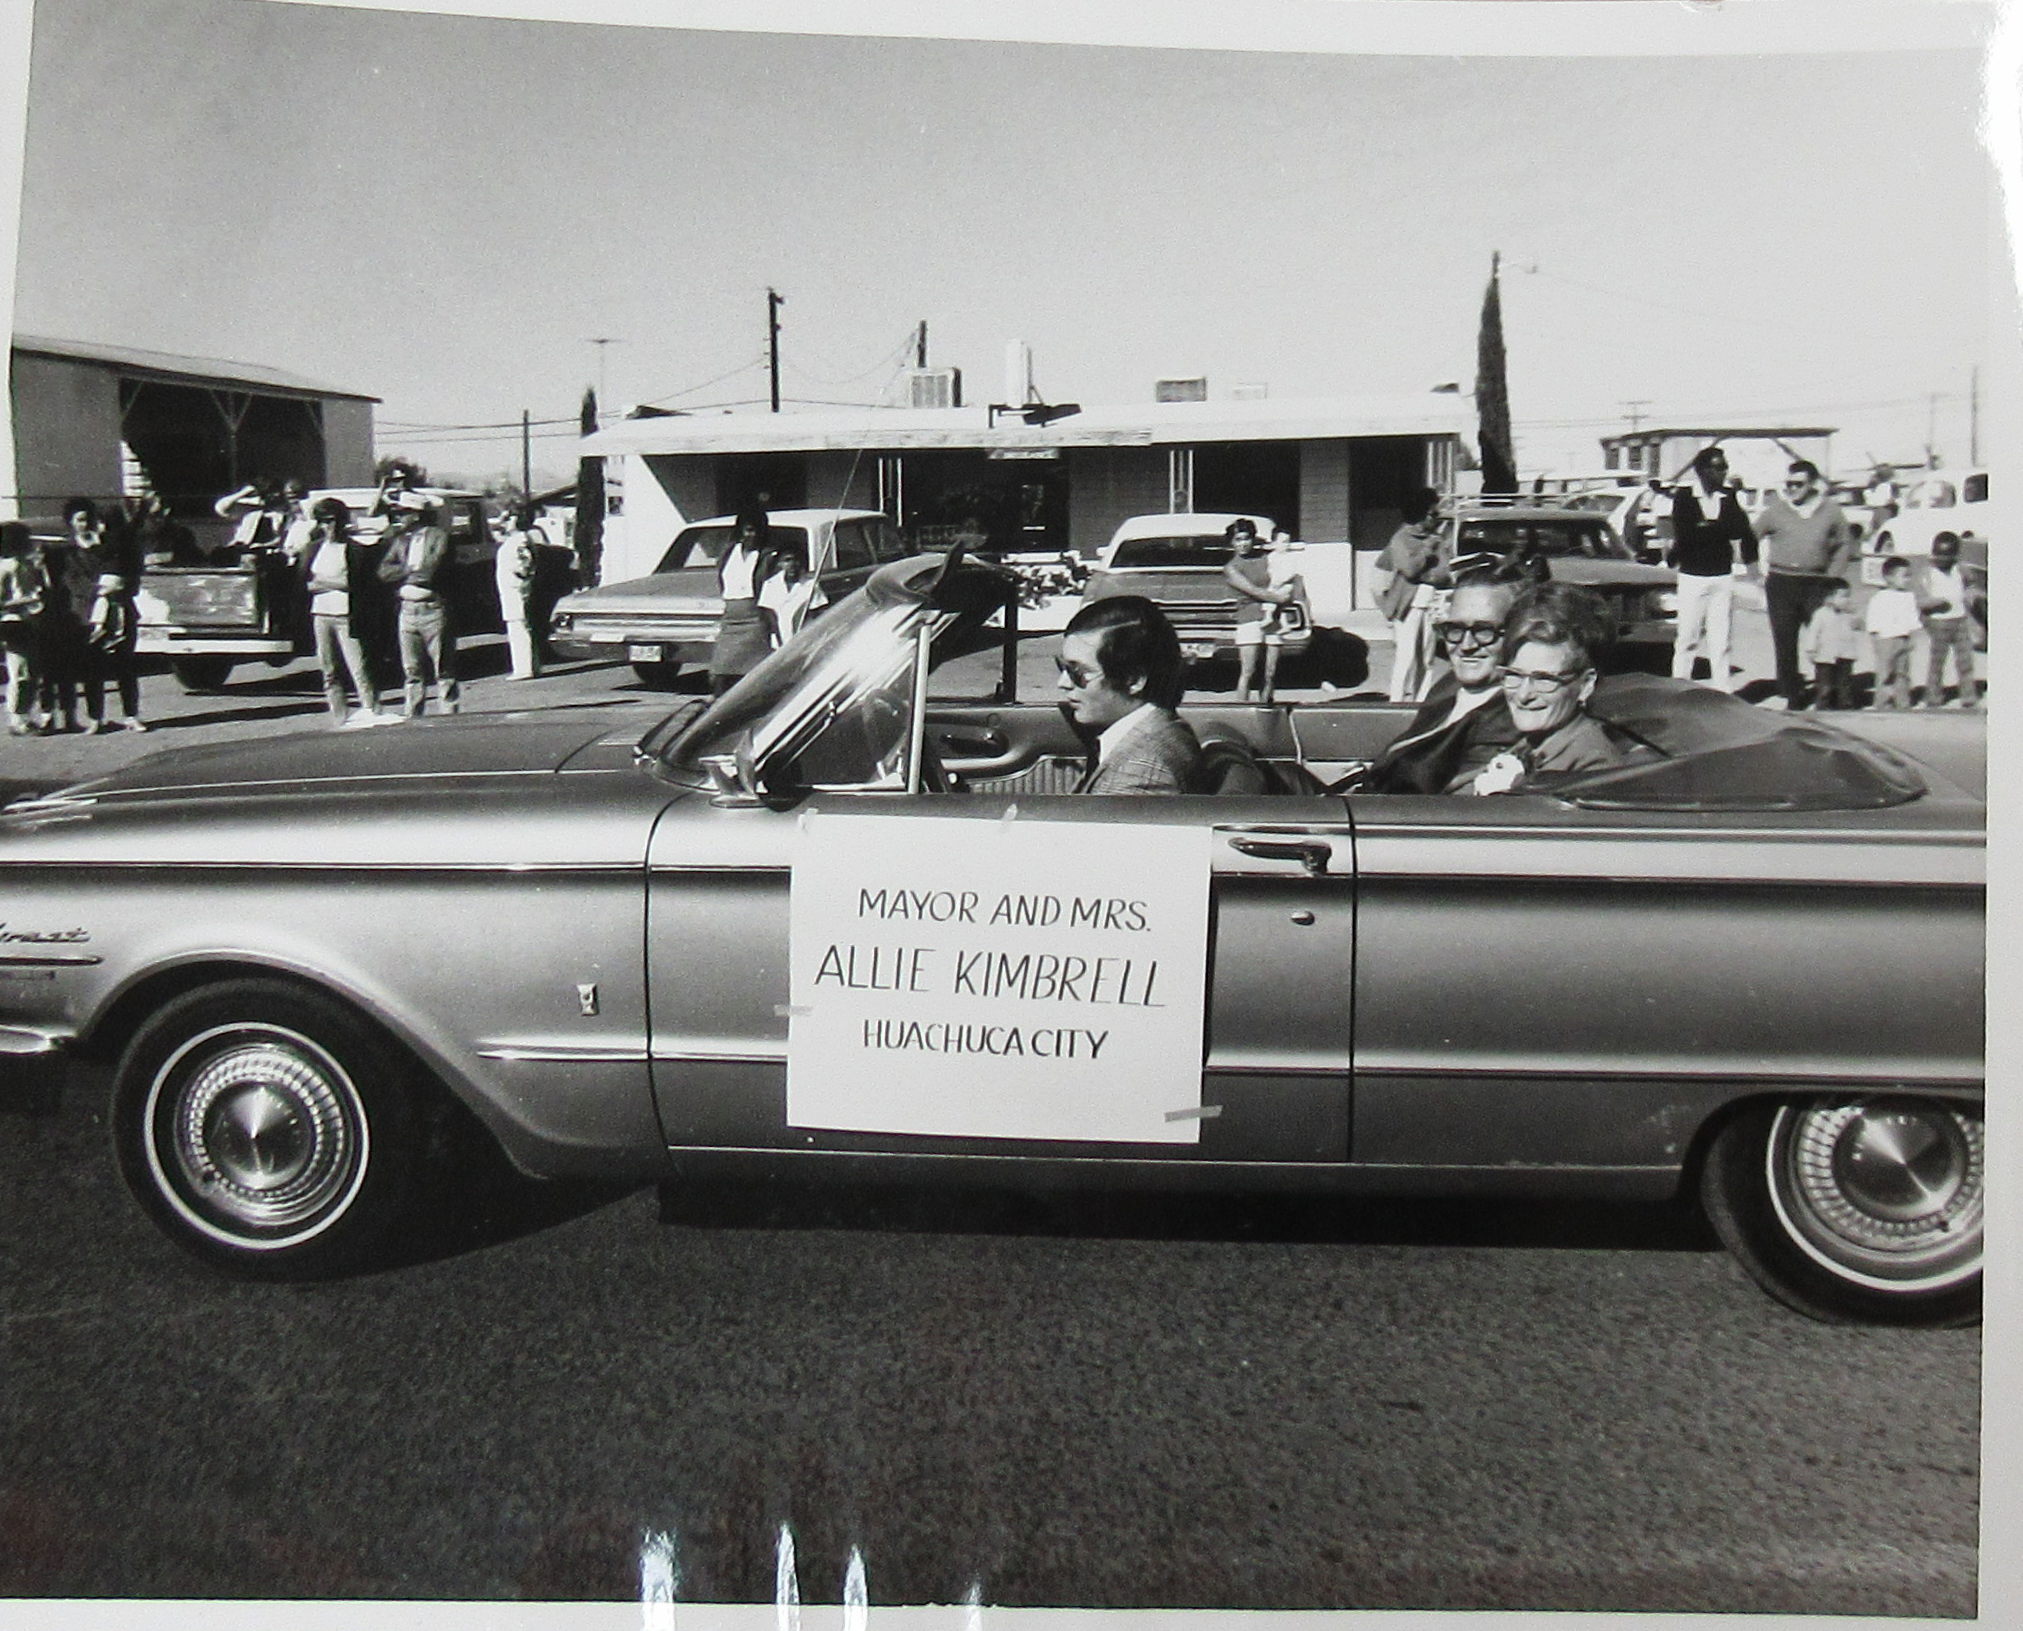 MAYOR AND MRS.
ALLIE KIMBRELL
HUACHUCA CITY